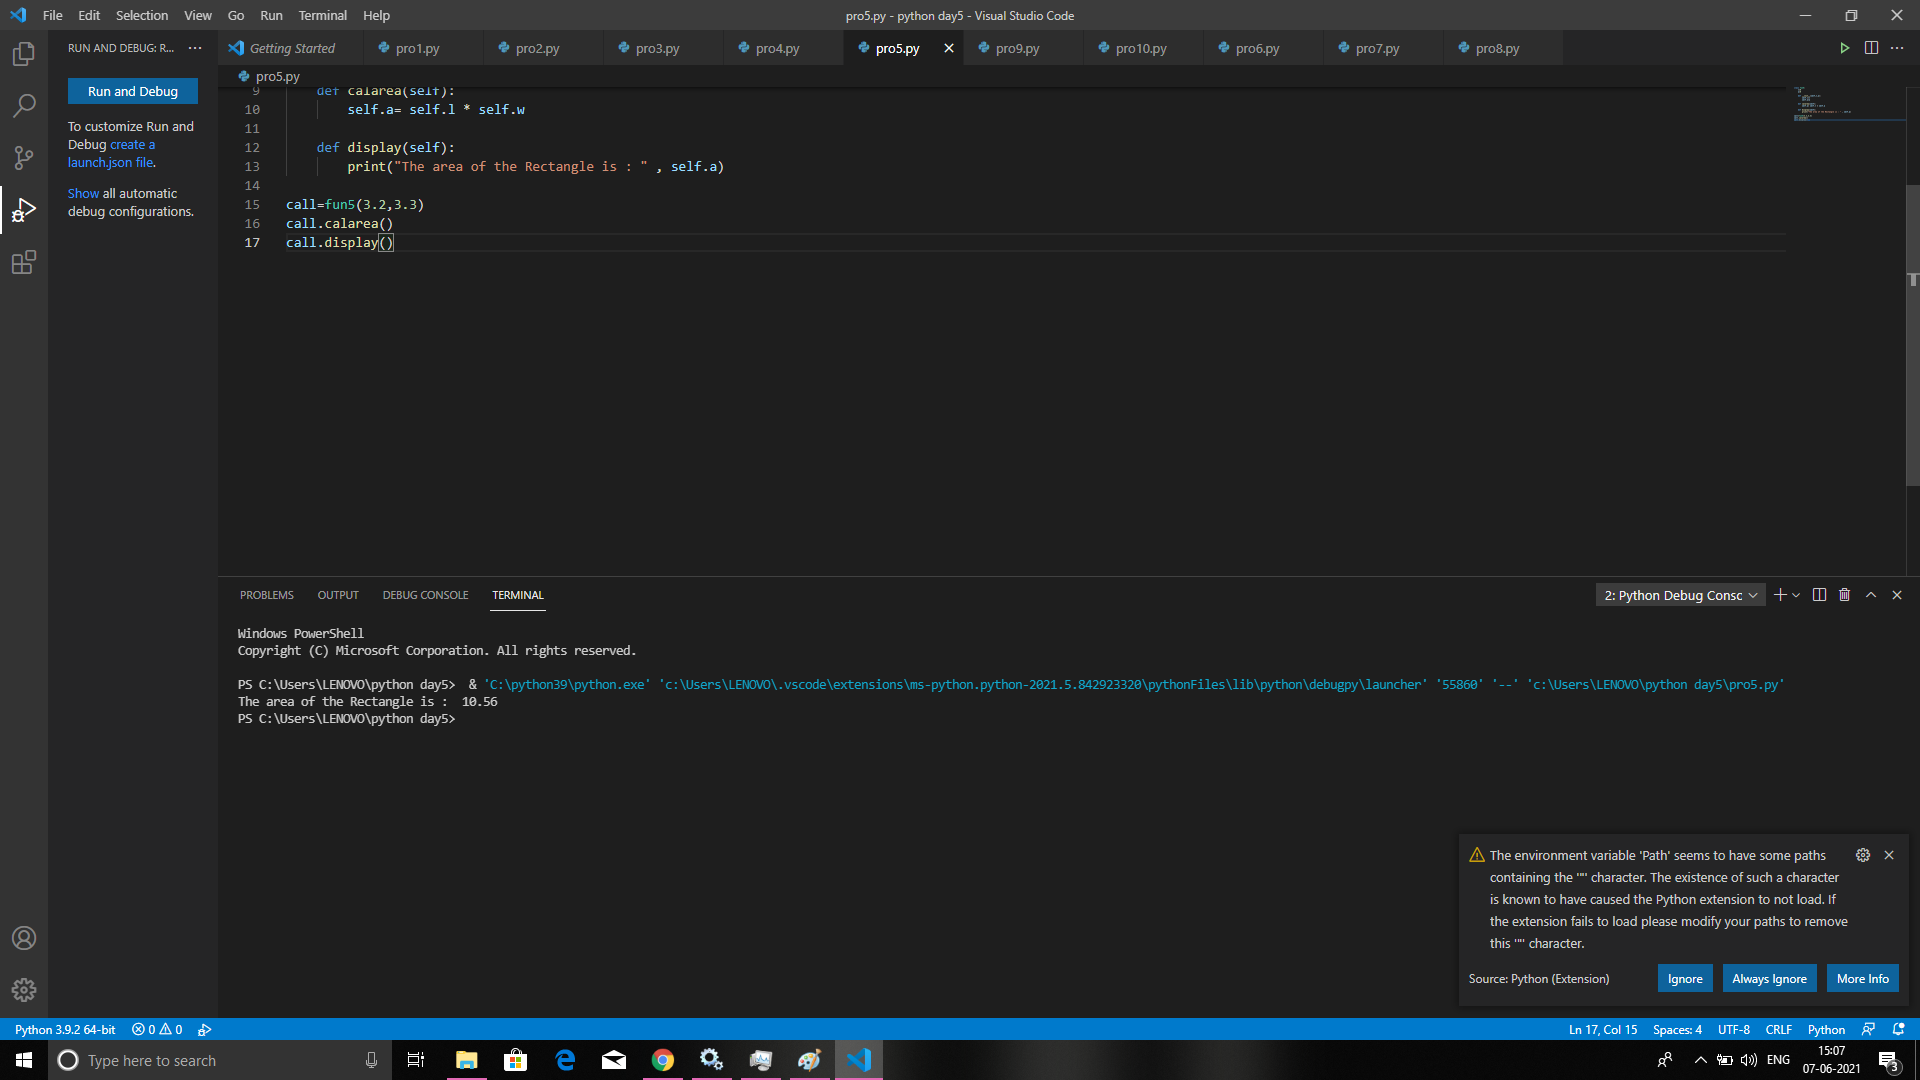 File Edit Selection View Go Run Terminal Help
pro5.py - python day5 - Visual Studio Code
RUN AND DEBUG: R... ···
Getting Started pro1.py pro2.py pro3.py pro4.py pro5.py pro9.py pro10.py pro6.py pro7.py pro8.py
pro5.py
Run and Debug
To customize Run and
Debug create a
launch.json file.
Show all automatic
debug configurations.
9 def calarea(self):
10 self.a= self.l * self.w
11
12 def display(self):
13 print("The area of the Rectangle is : " , self.a)
14
15 call=fun5(3.2,3.3)
16 call.calarea()
17 call.display()
PROBLEMS OUTPUT DEBUG CONSOLE TERMINAL
2: Python Debug Consc
Windows PowerShell
Copyright (C) Microsoft Corporation. All rights reserved.
PS C:\Users\LENOVO\python day5>  & 'C:\python39\python.exe' 'c:\Users\LENOVO\.vscode\extensions\ms-python.python-2021.5.842923320\pythonFiles\lib\python\debugpy\launcher' '55860' '--' 'c:\Users\LENOVO\python day5\pro5.py'
The area of the Rectangle is :  10.56
PS C:\Users\LENOVO\python day5>
The environment variable 'Path' seems to have some paths
containing the '"' character. The existence of such a character
is known to have caused the Python extension to not load. If
the extension fails to load please modify your paths to remove
this '"' character.
Source: Python (Extension)
Ignore Always Ignore More Info
Python 3.9.2 64-bit 0 0
Ln 17, Col 15 Spaces: 4 UTF-8 CRLF Python
Type here to search
ENG
15:07
07-06-2021
3